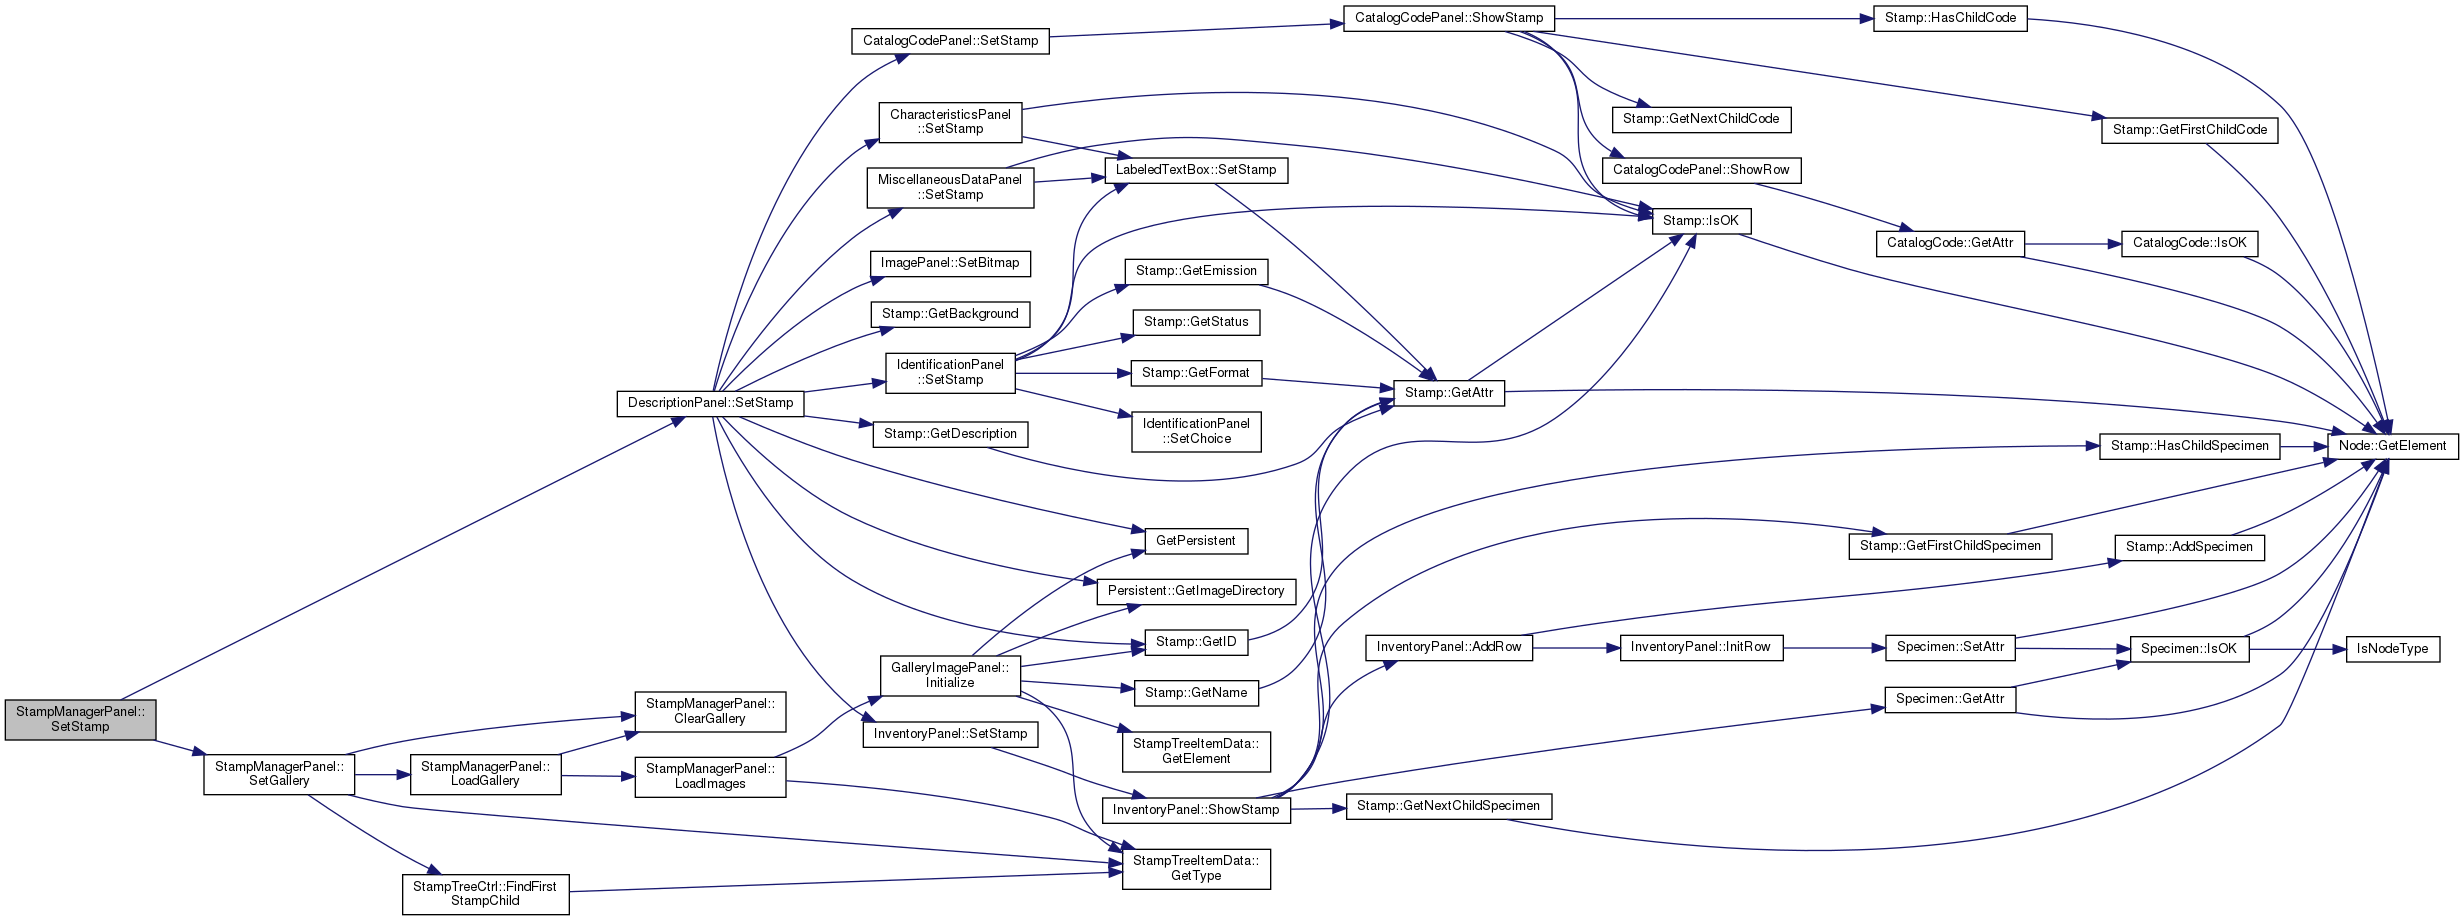 StampManagerPanel::
SetStamp
DescriptionPanel::SetStamp
StampManagerPanel::
SetGallery
StampManagerPanel::
ClearGallery
StampManagerPanel::
LoadGallery
StampManagerPanel::
LoadImages
StampTreeCtrl::FindFirst
StampChild
CatalogCodePanel::SetStamp
CharacteristicsPanel
::SetStamp
MiscellaneousDataPanel
::SetStamp
ImagePanel::SetBitmap
Stamp::GetBackground
IdentificationPanel
::SetStamp
Stamp::GetDescription
GalleryImagePanel::
Initialize
InventoryPanel::SetStamp
LabeledTextBox::SetStamp
Stamp::GetEmission
Stamp::GetStatus
Stamp::GetFormat
IdentificationPanel
::SetChoice
GetPersistent
Persistent::GetImageDirectory
Stamp::GetID
Stamp::GetName
StampTreeItemData::
GetElement
InventoryPanel::ShowStamp
StampTreeItemData::
GetType
CatalogCodePanel::ShowStamp
Stamp::GetAttr
InventoryPanel::AddRow
Stamp::GetNextChildSpecimen
Stamp::GetNextChildCode
CatalogCodePanel::ShowRow
Stamp::IsOK
InventoryPanel::InitRow
Stamp::HasChildCode
CatalogCode::GetAttr
Stamp::GetFirstChildSpecimen
Specimen::SetAttr
Specimen::GetAttr
Stamp::GetFirstChildCode
CatalogCode::IsOK
Stamp::HasChildSpecimen
Stamp::AddSpecimen
Specimen::IsOK
Node::GetElement
IsNodeType